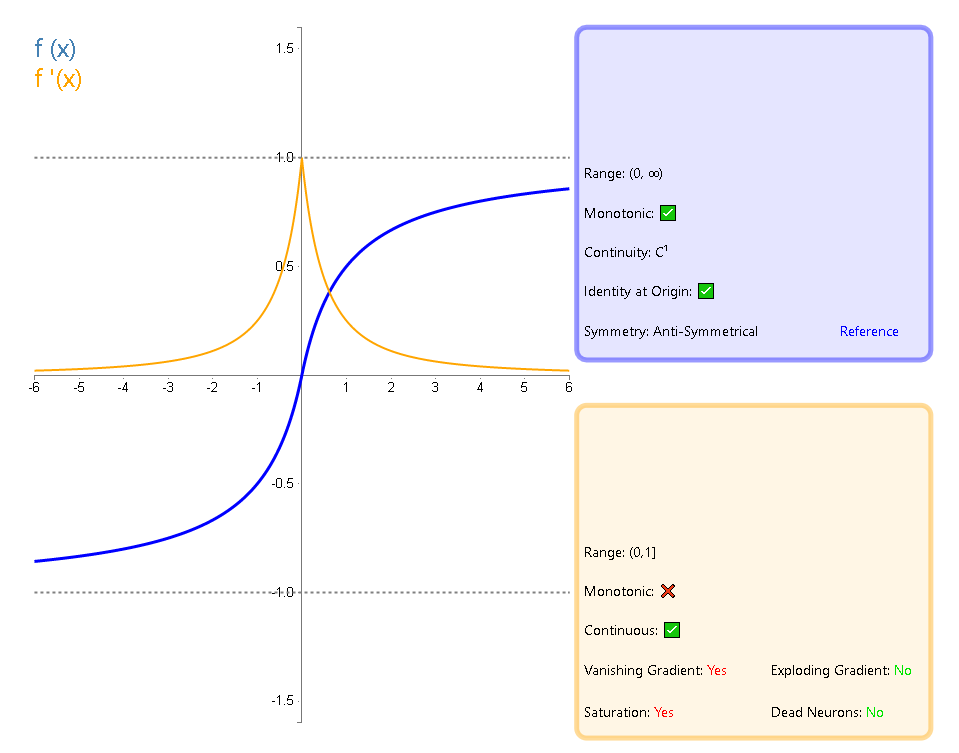 f (x)
f '(x)
1.5
1.0
0.5
-6 -5 -4 -3 -2 -1 1 2 3 4 5 6
-0.5
-1.0
-1.5
Range: (0, ∞)
Monotonic: ✅
Continuity: C¹
Identity at Origin: ✅
Symmetry: Anti-Symmetrical Reference
Range: (0,1]
Monotonic: ❌
Continuous: ✅
Vanishing Gradient: Yes Exploding Gradient: No
Saturation: Yes Dead Neurons: No